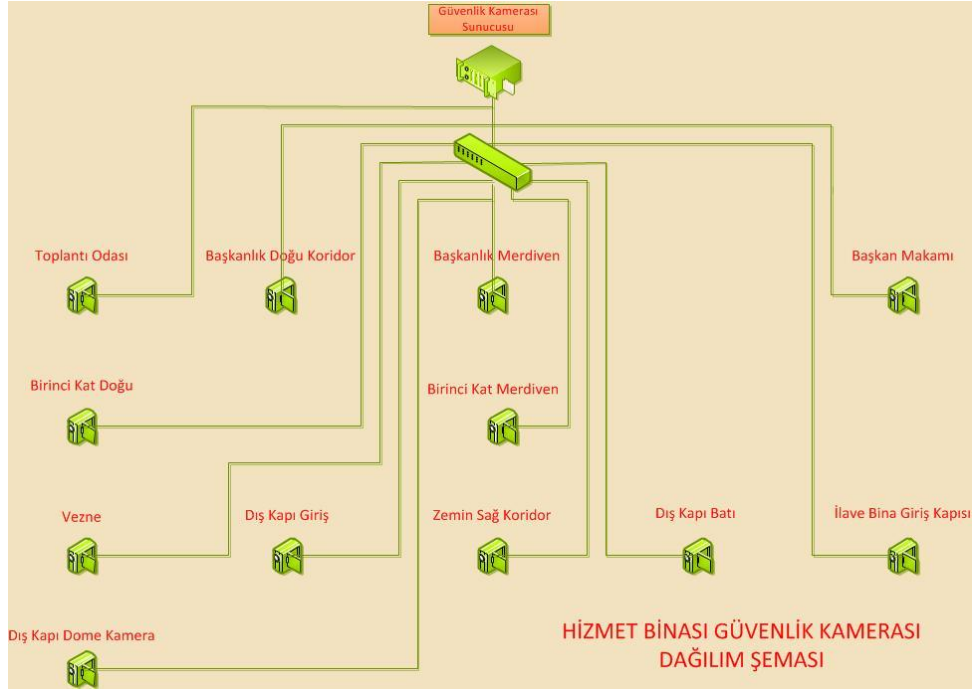 Güvenlik Kamerası
Sunucusu
Toplantı Odası
Başkanlık Doğu Koridor
Başkanlık Merdiven
Başkan Makamı
Birinci Kat Doğu
Birinci Kat Merdiven
Vezne
Dış Kapı Giriş
Zemin Sağ Koridor
Dış Kapı Batı
İlave Bina Giriş Kapısı
Dış Kapı Dome Kamera
HİZMET BİNASI GÜVENLİK KAMERASI
DAĞILIM ŞEMASI